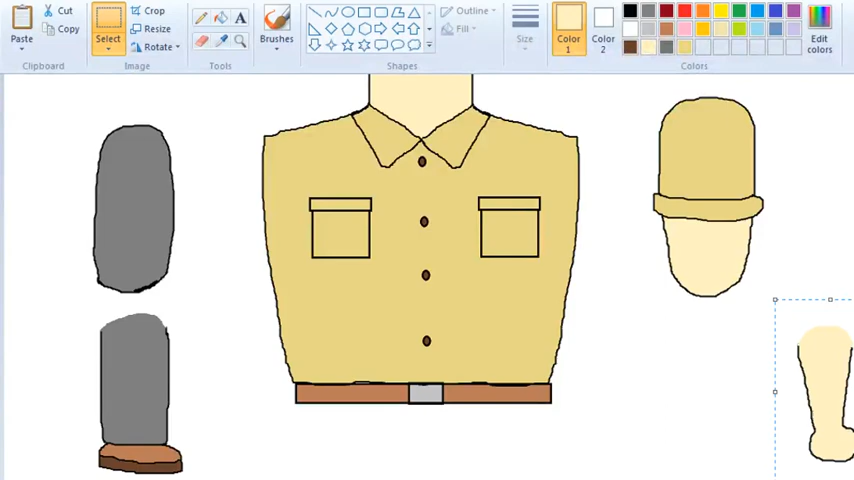 Paste
Cut
Copy
Clipboard
Select
Crop
Resize
Rotate
Image
Tools
Brushes
Shapes
Outline
Fill
Size
Color
1
Color
2
Colors
Edit
colors